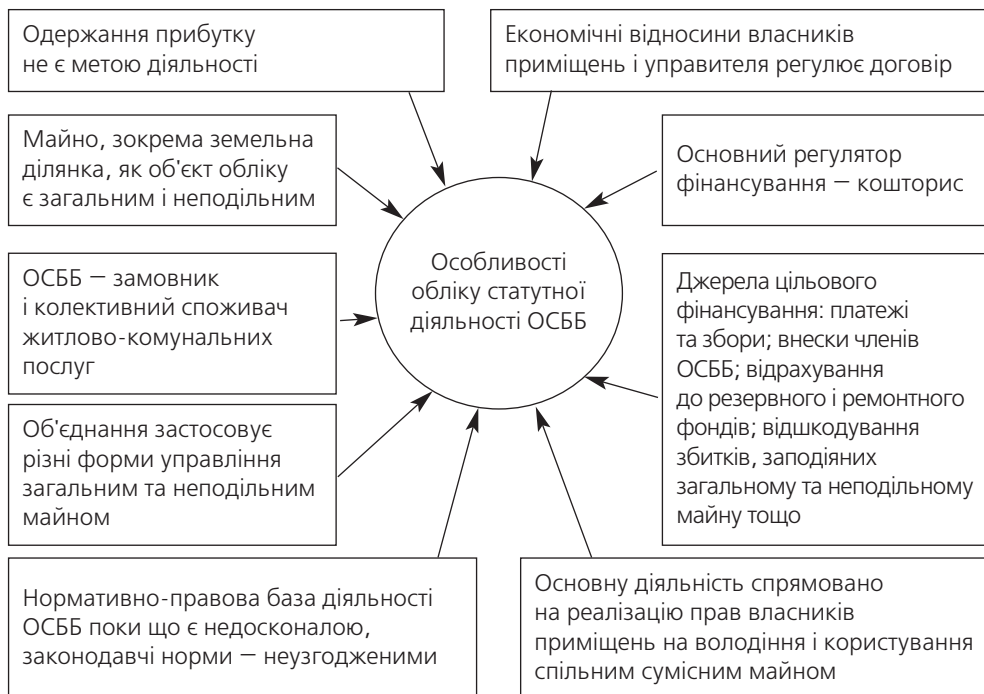 Одержання прибутку
не є метою діяльності
Економічні відносини власників
приміщень і управителя регулює договір
Майно, зокрема земельна
ділянка, як об'єкт обліку
є загальним і неподільним
Основний регулятор
фінансування — кошторис
Особливості
обліку статутної
діяльності ОСББ
ОСББ — замовник
і колективний споживач
житлово-комунальних
послуг
Джерела цільового
фінансування: платежі
та збори; внески членів
ОСББ; відрахування
до резервного і ремонтного
фондів; відшкодування
збитків, заподіяних
загальному та неподільному
майну тощо
Об'єднання застосовує
різні форми управління
загальним та неподільним
майном
Нормативно-правова база діяльності
ОСББ поки що є недосконалою,
законодавчі норми — неузгодженими
Основну діяльність спрямовано
на реалізацію прав власників
приміщень на володіння і користування
спільним сумісним майном